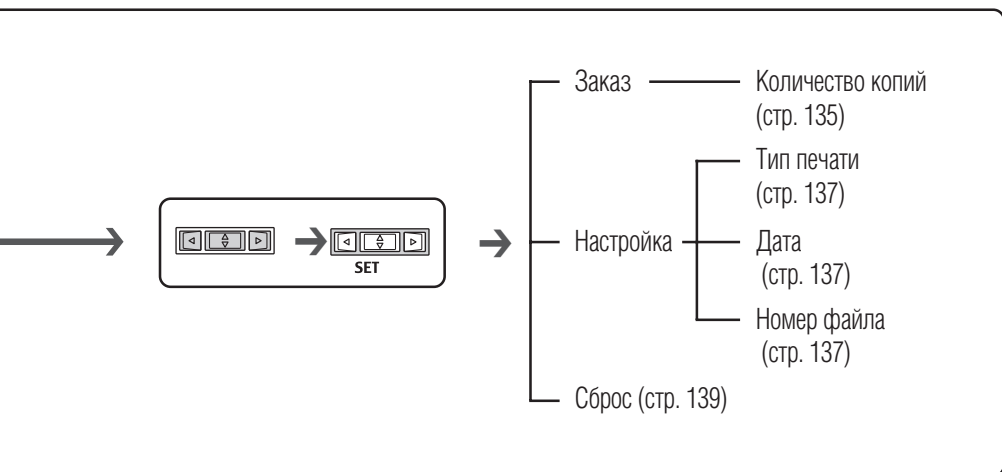 Заказ
Количество копий
(стр. 135)
Тип печати
(стр. 137)
SET
Настройка
Дата
(стр. 137)
Номер файла
(стр. 137)
Сброс (стр. 139)